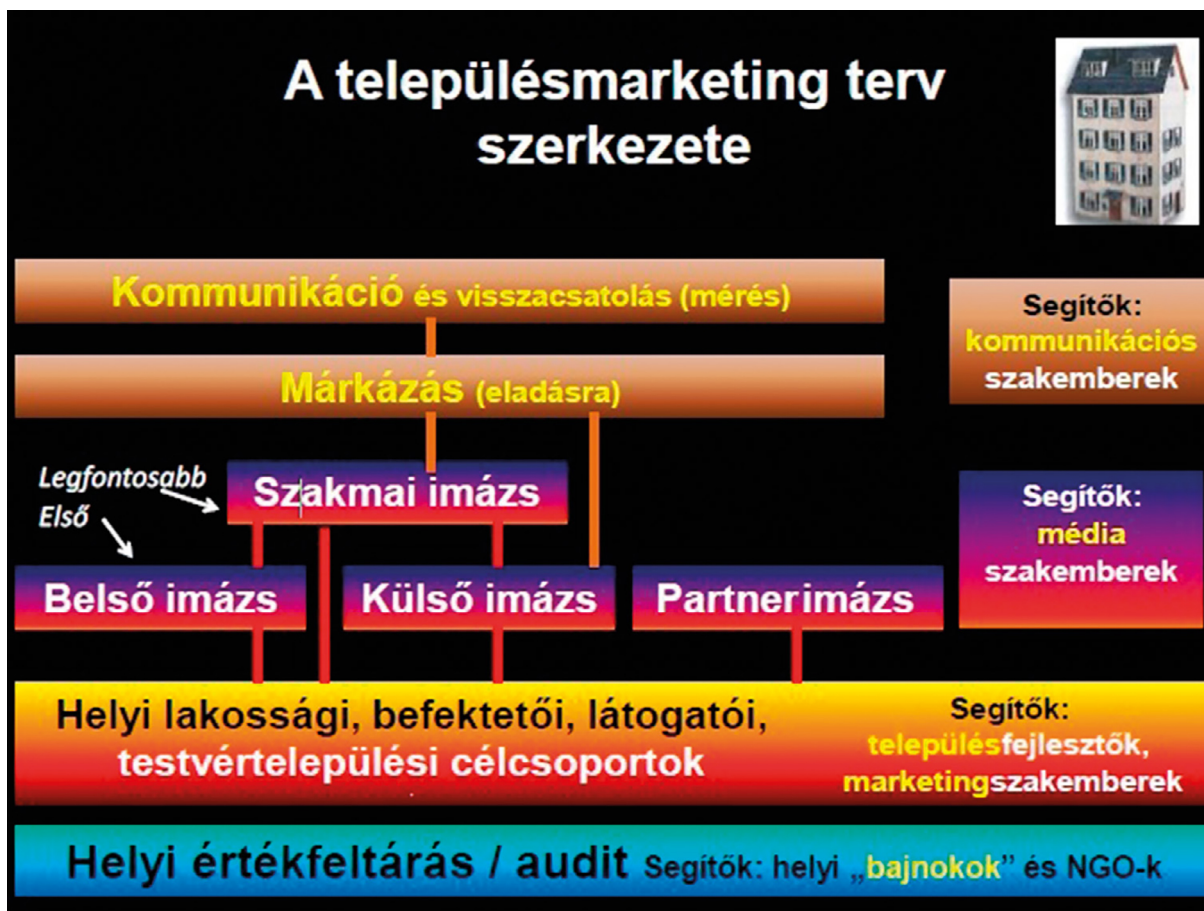 A településmarketing terv
szerkezete
Kommunikáció és visszacsatolás (mérés)
Segítők:
kommunikációs
szakemberek
Márkázás (eladásra)
Legfontosabb
Első
Szakmai imázs
Segítők:
média
szakemberek
Belső imázs
Külső imázs
Partnerimázs
Helyi lakossági, befektetői, látogatói,
testvértelepülési célcsoportok
Segítők:
településfejlesztők,
marketingszakemberek
Helyi értékfeltárás / audit Segítők: helyi „bajnokok” és NGO-k